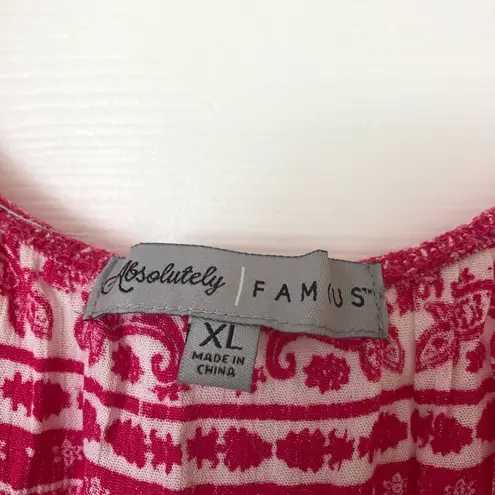 Absolutely | FAMOUS™
XL
MADE IN
CHINA